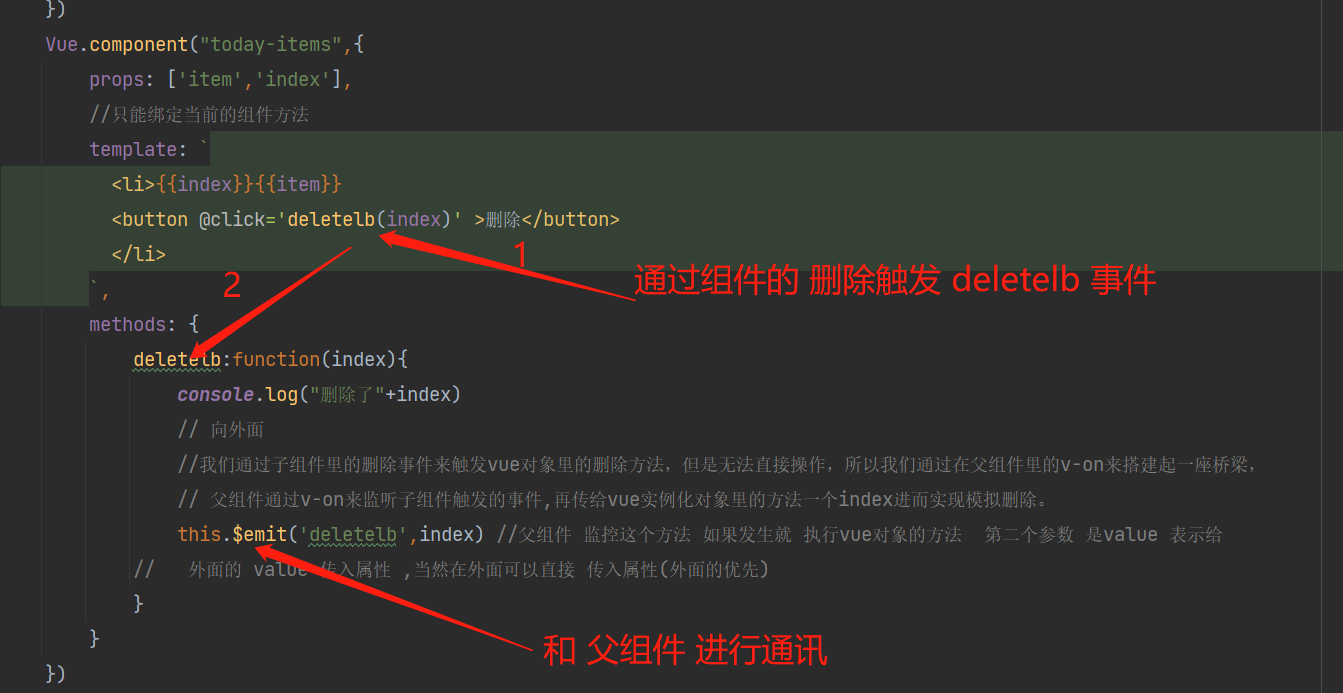 })
Vue.component("today-items",{
props: ['item','index'],
//只能绑定当前的组件方法
template: `
<li>{{index}}{{item}}
<button @click='deletelb(index)' >删除</button>
1
</li>
2
通过组件的 删除触发 deletelb 事件
`,
methods: {
deletelb:function(index){
console.log("删除了"+index)
// 向外面
//我们通过子组件里的删除事件来触发vue对象里的删除方法，但是无法直接操作，所以我们通过在父组件里的v-on来搭建起一座桥梁，
// 父组件通过v-on来监听子组件触发的事件,再传给vue实例化对象里的方法一个index进而实现模拟删除。
this.$emit('deletelb',index) //父组件 监控这个方法 如果发生就 执行vue对象的方法  第二个参数 是value 表示给
//   外面的 value 传入属性 ,当然在外面可以直接 传入属性(外面的优先)
}
}
和 父组件 进行通讯
})